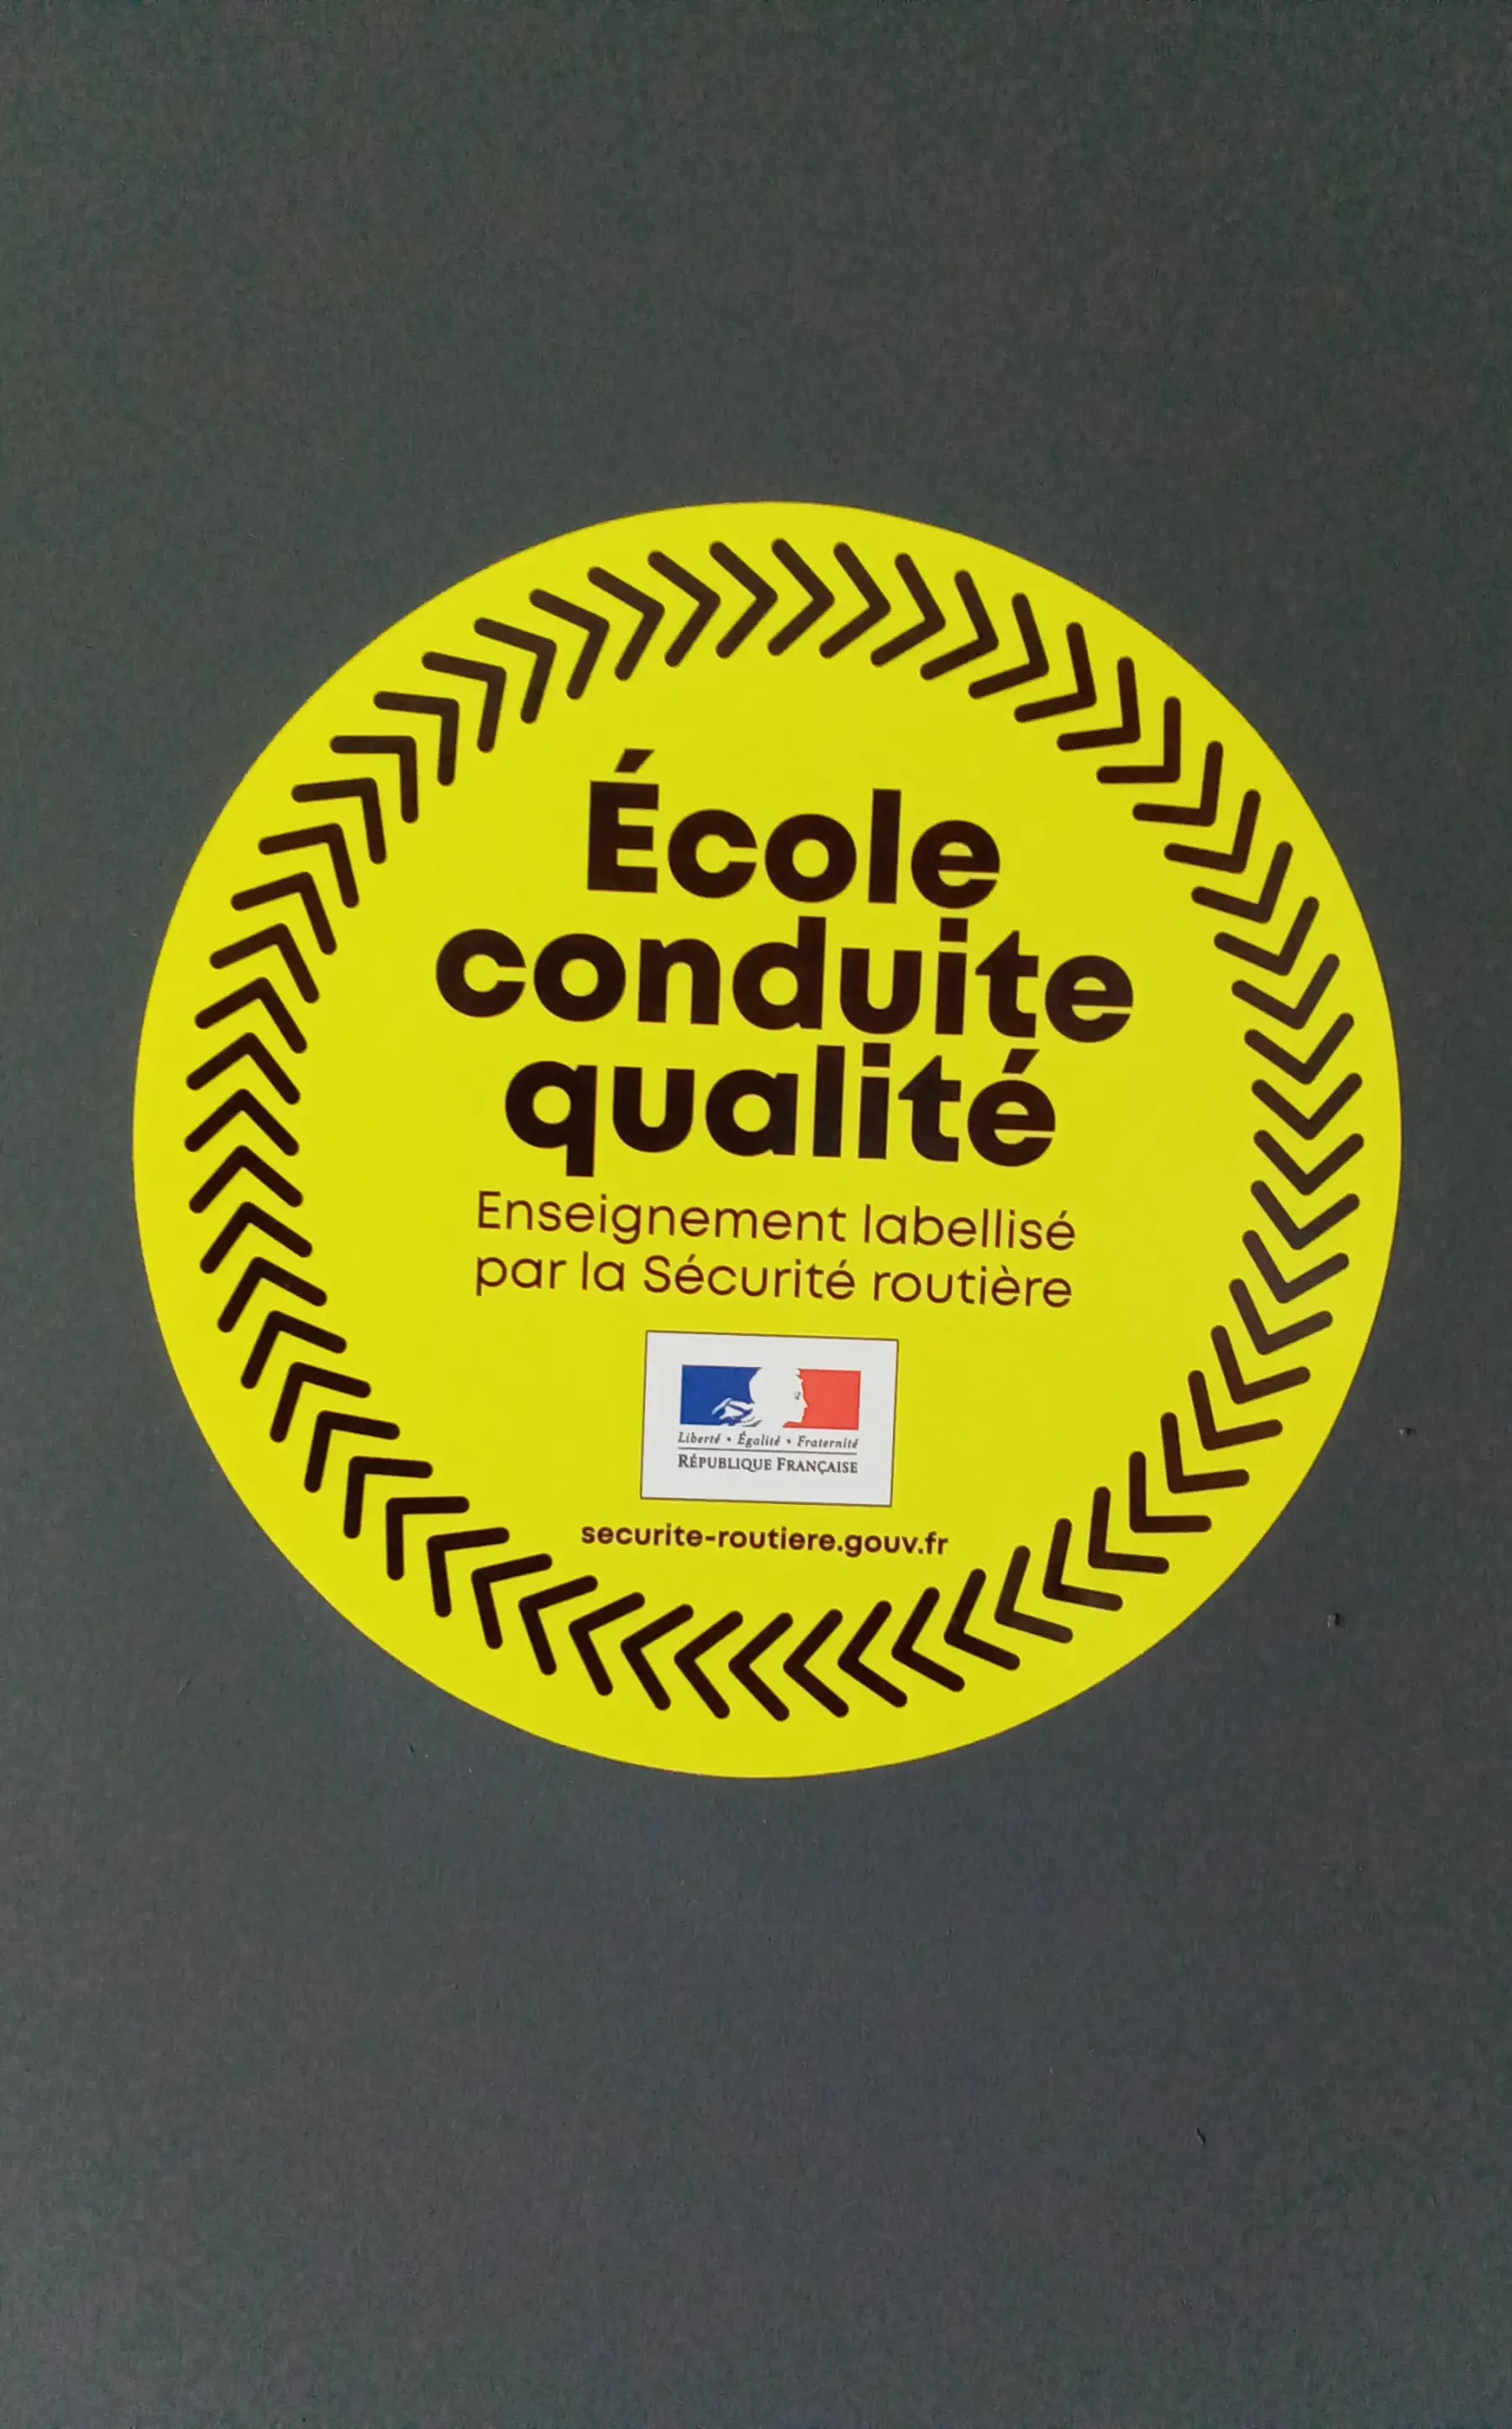 École
conduite
qualité
Enseignement labellisé
par la Sécurité routière
Liberté • Égalité • Fraternité
RÉPUBLIQUE FRANÇAISE
securite-routiere.gouv.fr